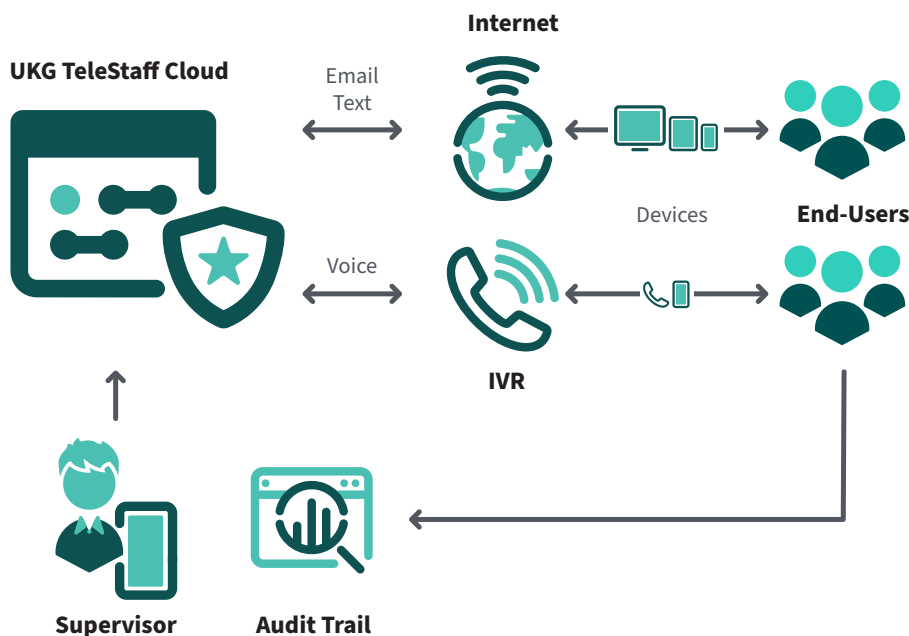 Internet
UKG TeleStaff Cloud
Email
Text
Devices
End-Users
Voice
IVR
Supervisor
Audit Trail